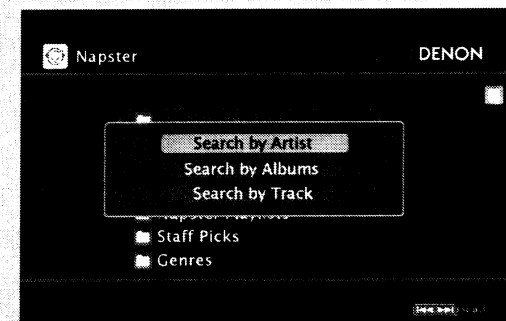 Napster
DENON
Search by Artist
Search by Albums
Search by Track
Staff Picks
Genres